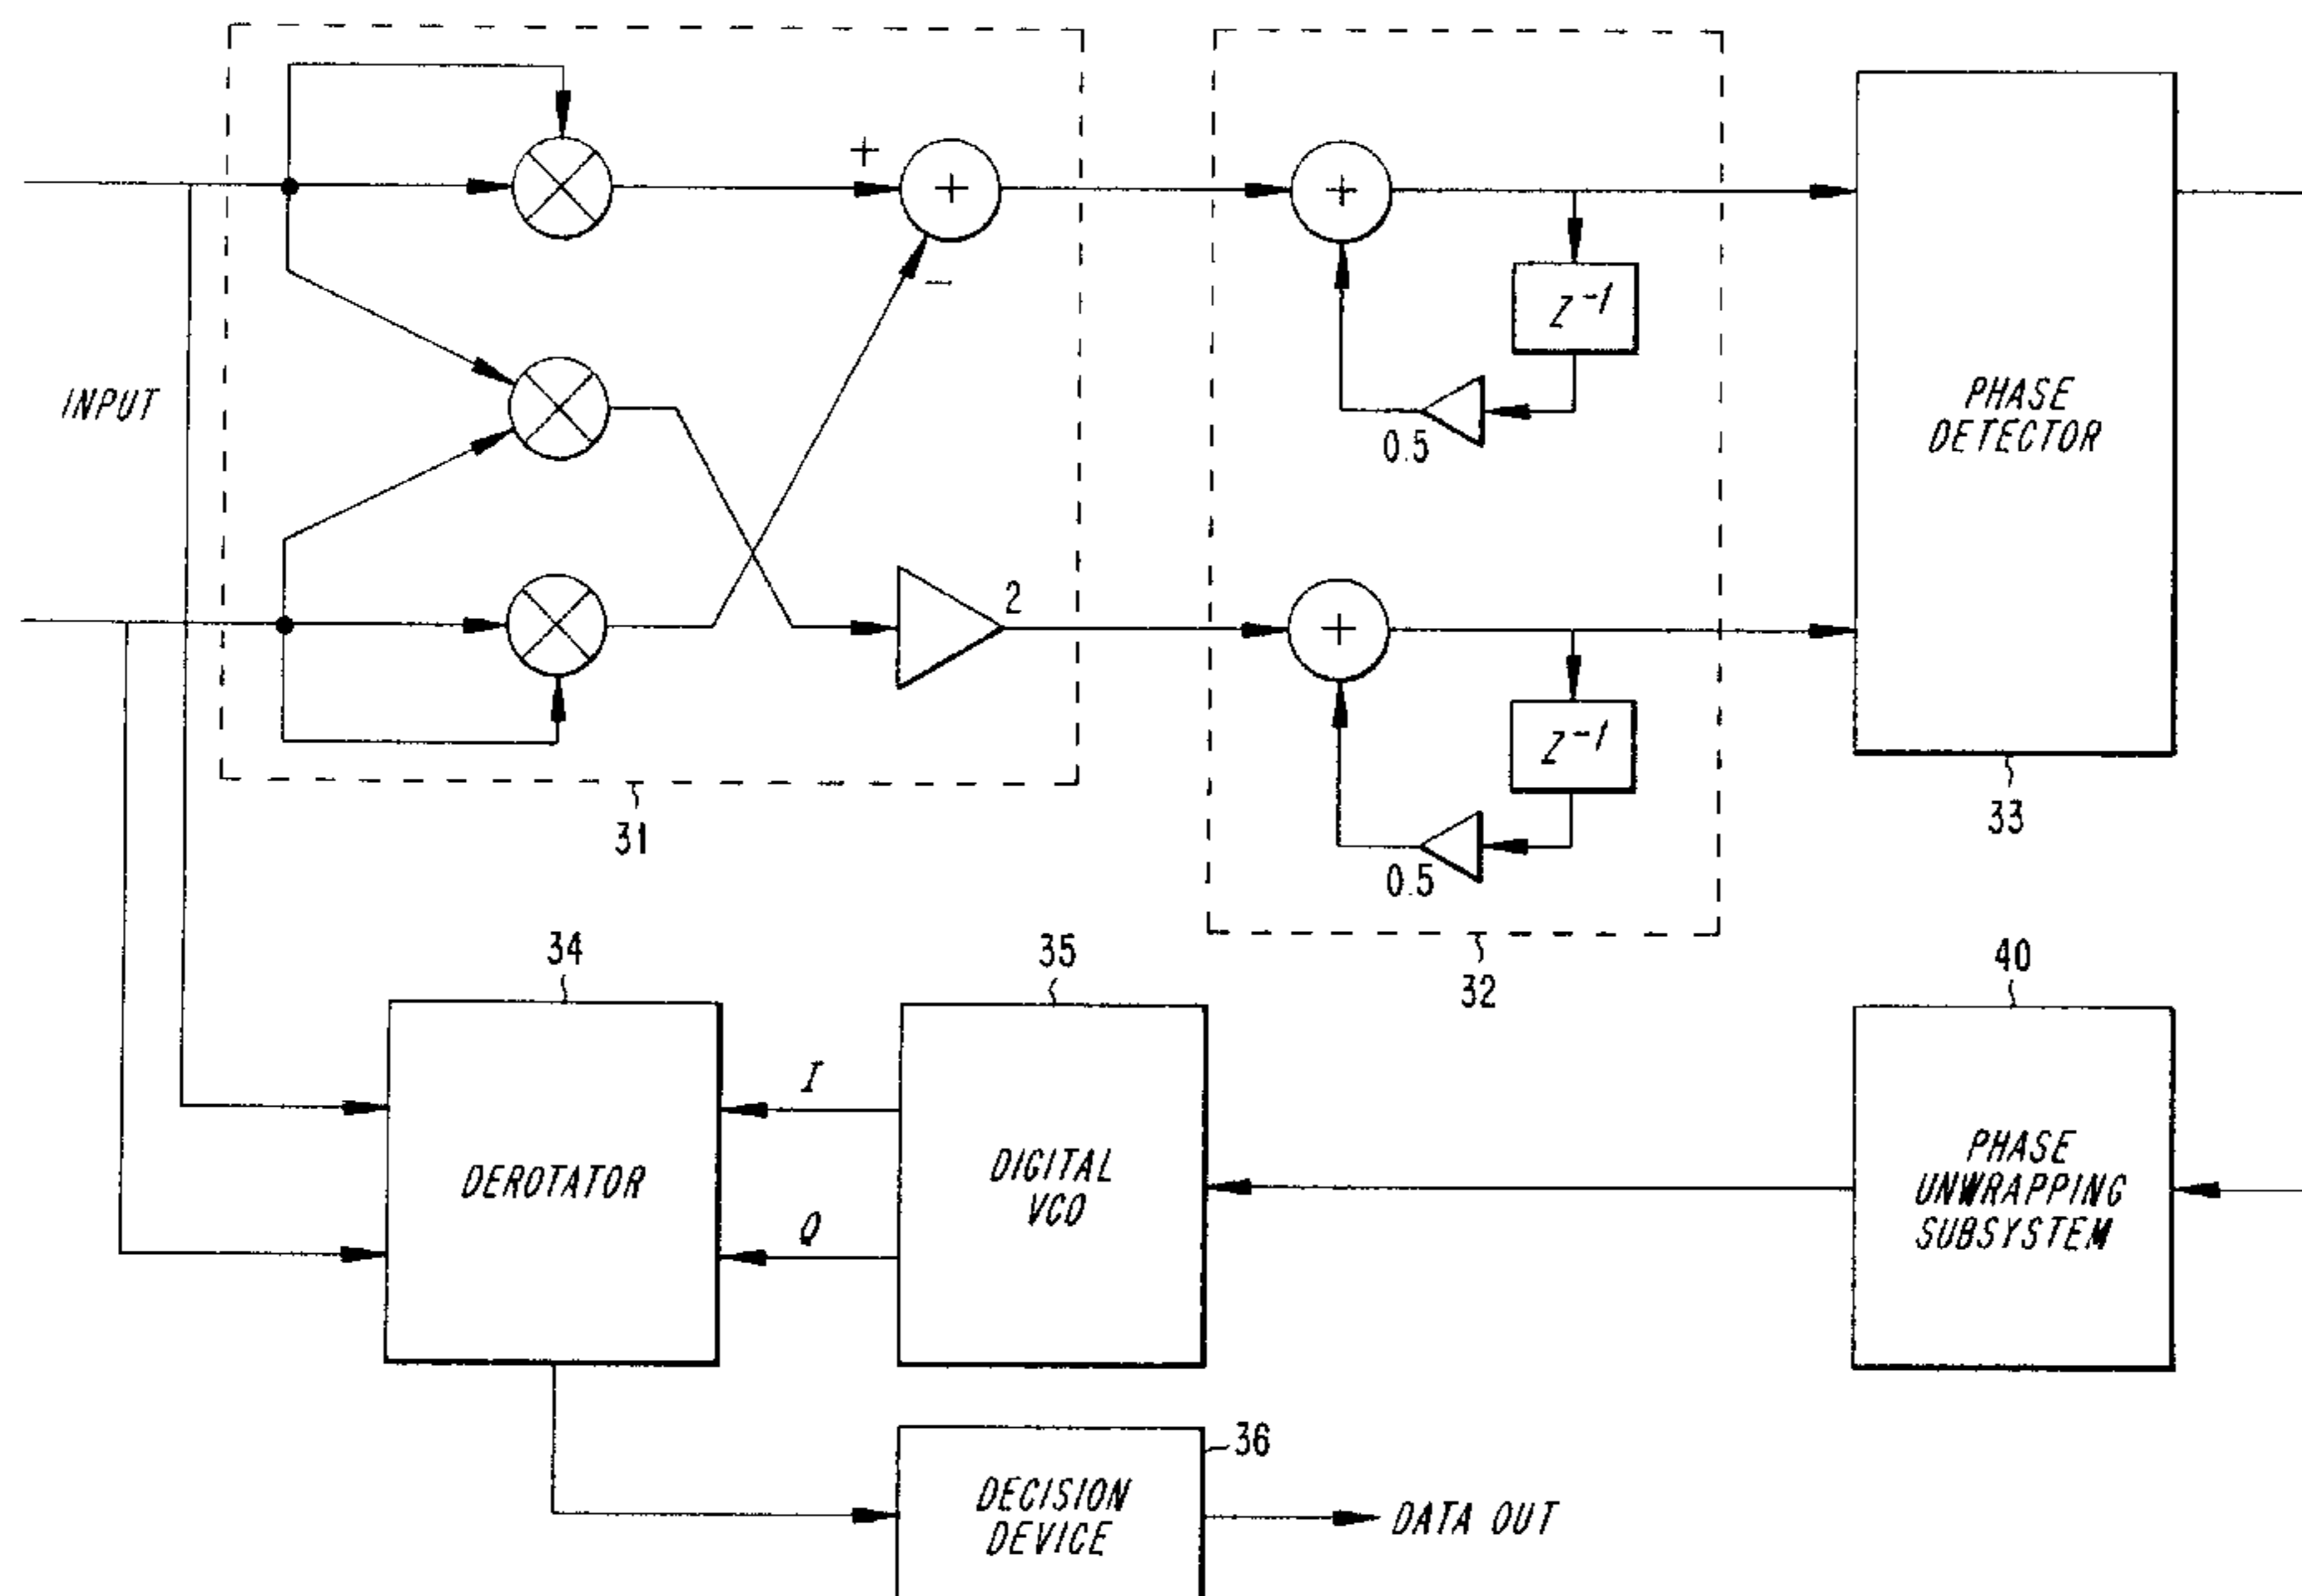 +
+
+
−
Z⁻¹
INPUT
0.5
PHASE
DETECTOR
2
+
Z⁻¹
31
33
0.5
32
34
35
40
I
DEROTATOR
DIGITAL
VCO
PHASE
UNWRAPPING
SUBSYSTEM
Q
36
DECISION
DEVICE
DATA OUT